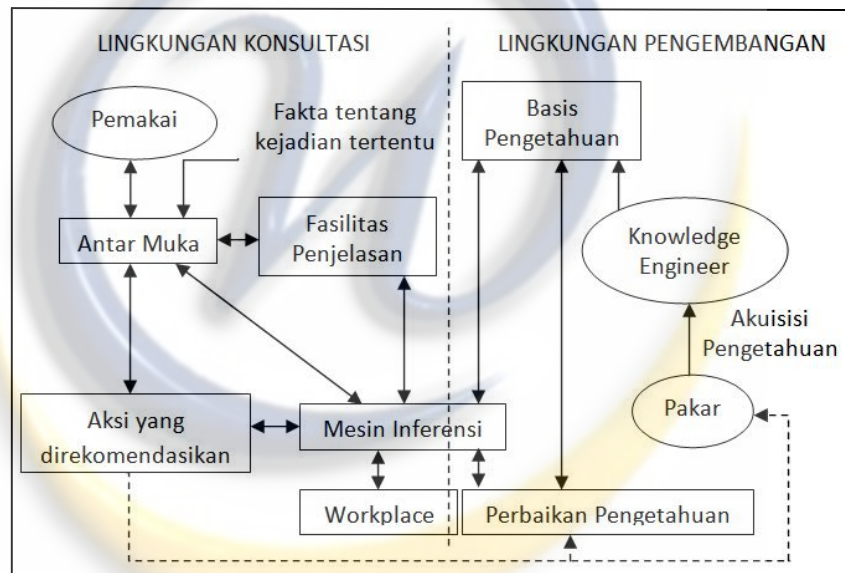 LINGKUNGAN KONSULTASI
LINGKUNGAN PENGEMBANGAN
Pemakai
Fakta tentang
kejadian tertentu
Basis
Pengetahuan
Antar Muka
Fasilitas
Penjelasan
Knowledge
Engineer
Akuisisi
Pengetahuan
Aksi yang
direkomendasikan
Mesin Inferensi
Pakar
Workplace
Perbaikan Pengetahuan